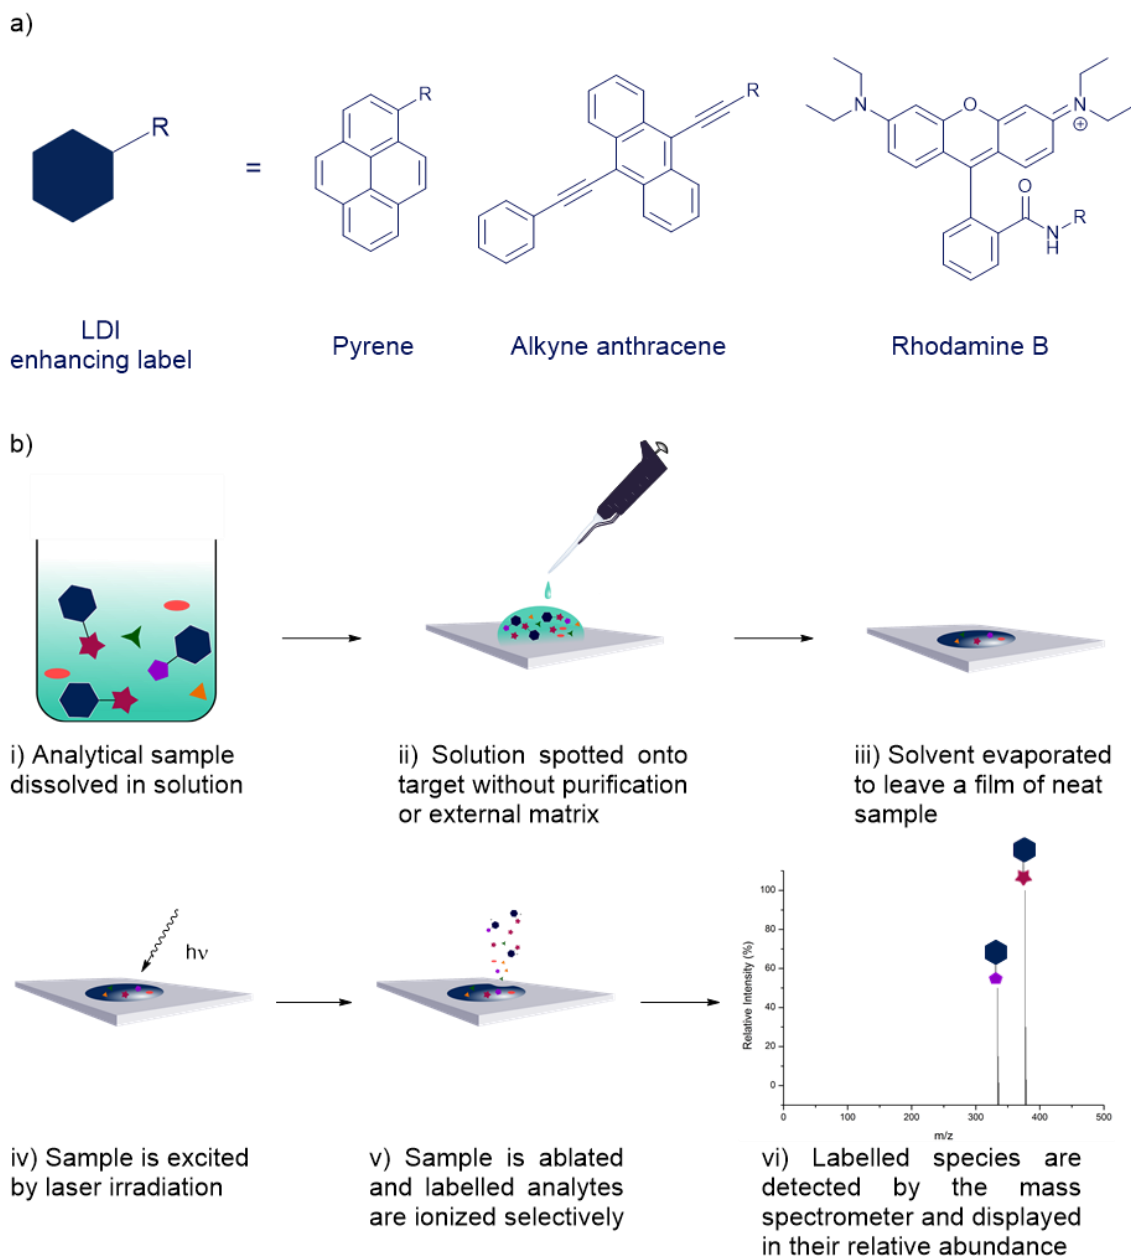 a)
R
=
R
R
N
O
N
+
O
N
H
R
LDI
enhancing label
Pyrene
Alkyne anthracene
Rhodamine B
b)
i) Analytical sample
dissolved in solution
ii) Solution spotted onto
target without purification
or external matrix
iii) Solvent evaporated
to leave a film of neat
sample
hν
Relative Intensity (%)
100
80
60
40
20
0
0 100 200 300 400 500
m/z
iv) Sample is excited
by laser irradiation
v) Sample is ablated
and labelled analytes
are ionized selectively
vi) Labelled species are
detected by the mass
spectrometer and displayed
in their relative abundance